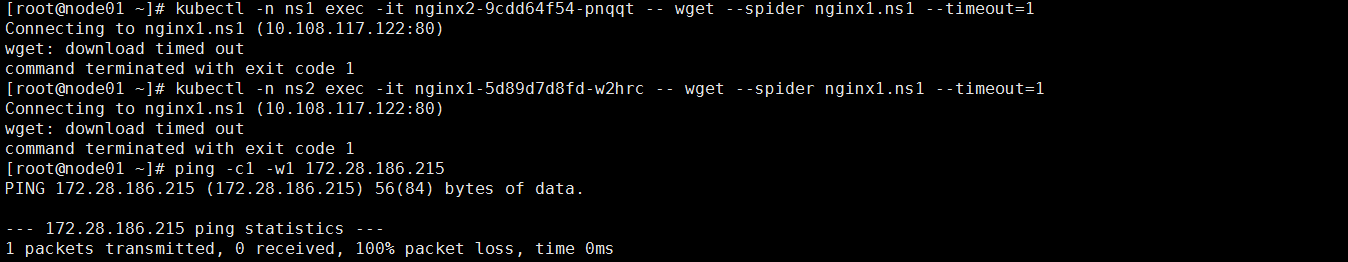 [root@node01 ~]# kubectl -n ns1 exec -it nginx2-9cdd64f54-pnqqt -- wget --spider nginx1.ns1 --timeout=1
Connecting to nginx1.ns1 (10.108.117.122:80)
wget: download timed out
command terminated with exit code 1
[root@node01 ~]# kubectl -n ns2 exec -it nginx1-5d89d7d8fd-w2hrc -- wget --spider nginx1.ns1 --timeout=1
Connecting to nginx1.ns1 (10.108.117.122:80)
wget: download timed out
command terminated with exit code 1
[root@node01 ~]# ping -c1 -w1 172.28.186.215
PING 172.28.186.215 (172.28.186.215) 56(84) bytes of data.
--- 172.28.186.215 ping statistics ---
1 packets transmitted, 0 received, 100% packet loss, time 0ms